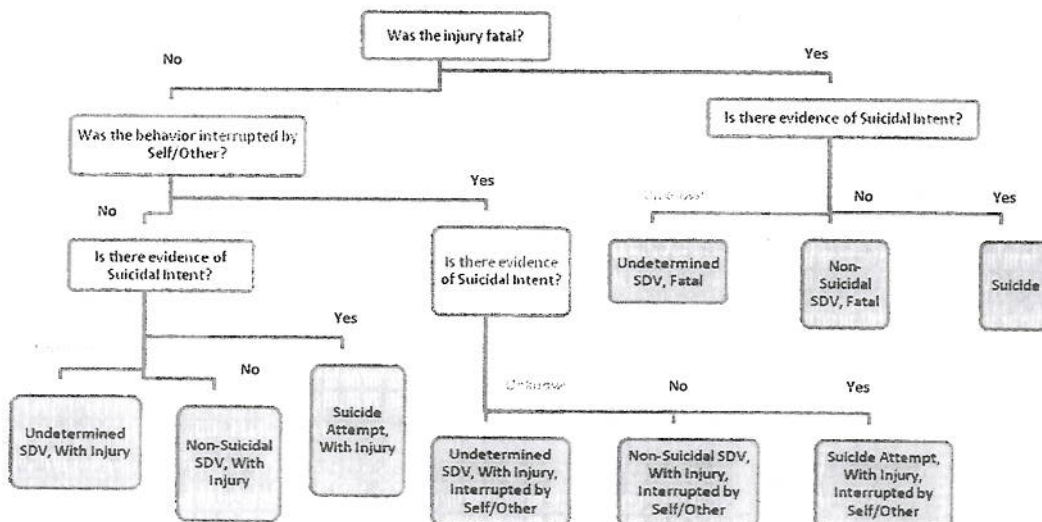 Was the injury fatal?
No
Yes
Was the behavior interrupted by
Self/Other?
Is there evidence of Suicidal Intent?
No
Yes
No
Yes
Is there evidence of
Suicidal Intent?
Is there evidence
of Suicidal Intent?
Undetermined
SDV, Fatal
Non-
Suicidal
SDV, Fatal
Suicide
No
Yes
Undetermined
SDV, With Injury
Non-Suicidal
SDV, With
Injury
Suicide
Attempt,
With Injury
No
Yes
Undetermined
SDV, With Injury,
Interrupted by
Self/Other
Non-Suicidal SDV,
With Injury,
Interrupted by
Self/Other
Suicide Attempt,
With Injury,
Interrupted by
Self/Other